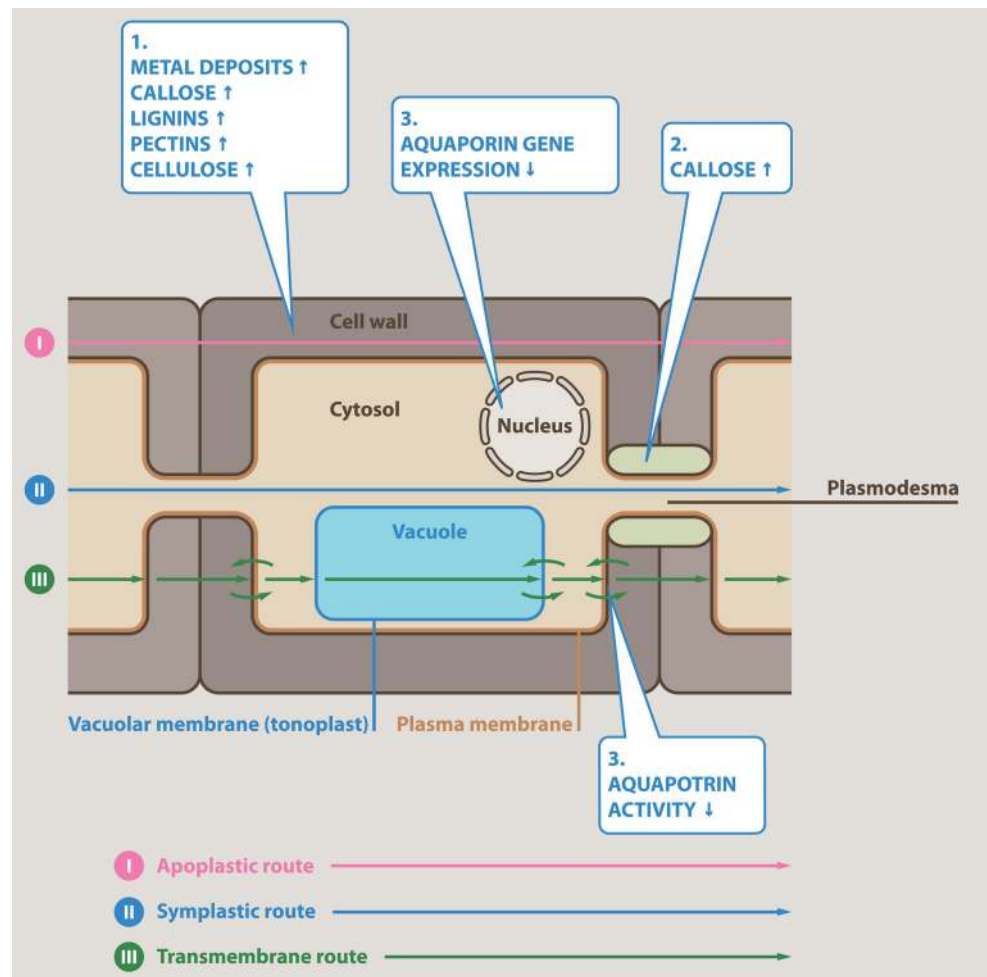 1.
METAL DEPOSITS ↑
CALLOSE ↑
LIGNINS ↑
PECTINS ↑
CELLULOSE ↑
3.
AQUAPORIN GENE
EXPRESSION ↓
2.
CALLOSE ↑
Cell wall
I
Cytosol
Nucleus
II
Plasmodesma
Vacuole
III
Vacuolar membrane (tonoplast)
Plasma membrane
3.
AQUAPOTRIN
ACTIVITY ↓
I Apoplastic route
II Symplastic route
III Transmembrane route